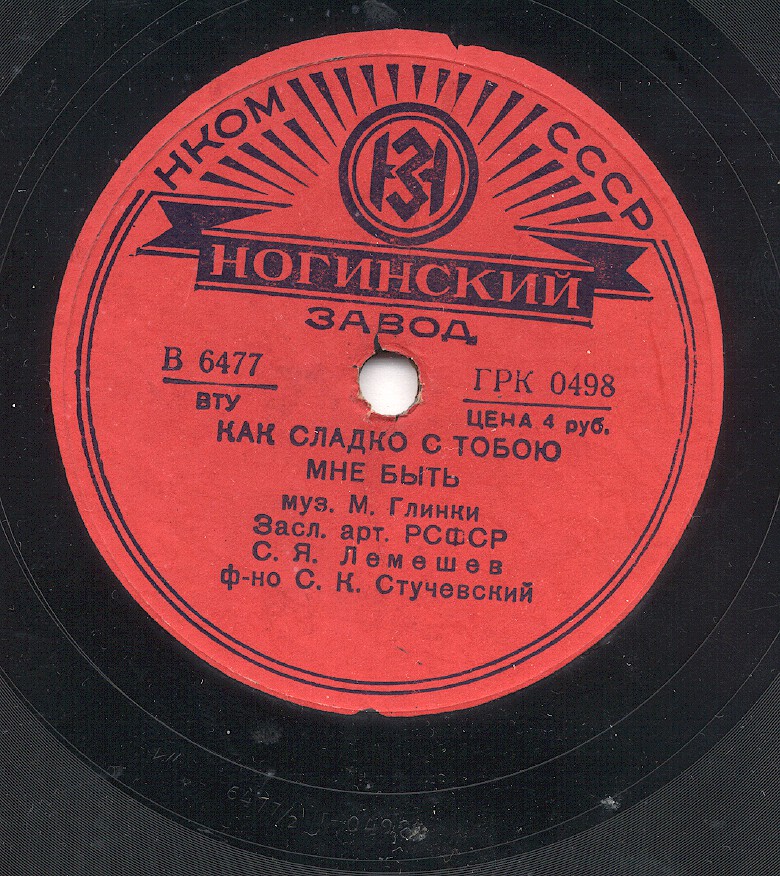 НКОМ СССР
НЗ
НОГИНСКИЙ
ЗАВОД
В 6477
ВТУ
ГРК 0498
ЦЕНА 4 руб.
КАК СЛАДКО С ТОБОЮ
МНЕ БЫТЬ
муз. М. Глинки
Засл. арт. РСФСР
С. Я. Лемешев
ф-но С. К. Стучевский